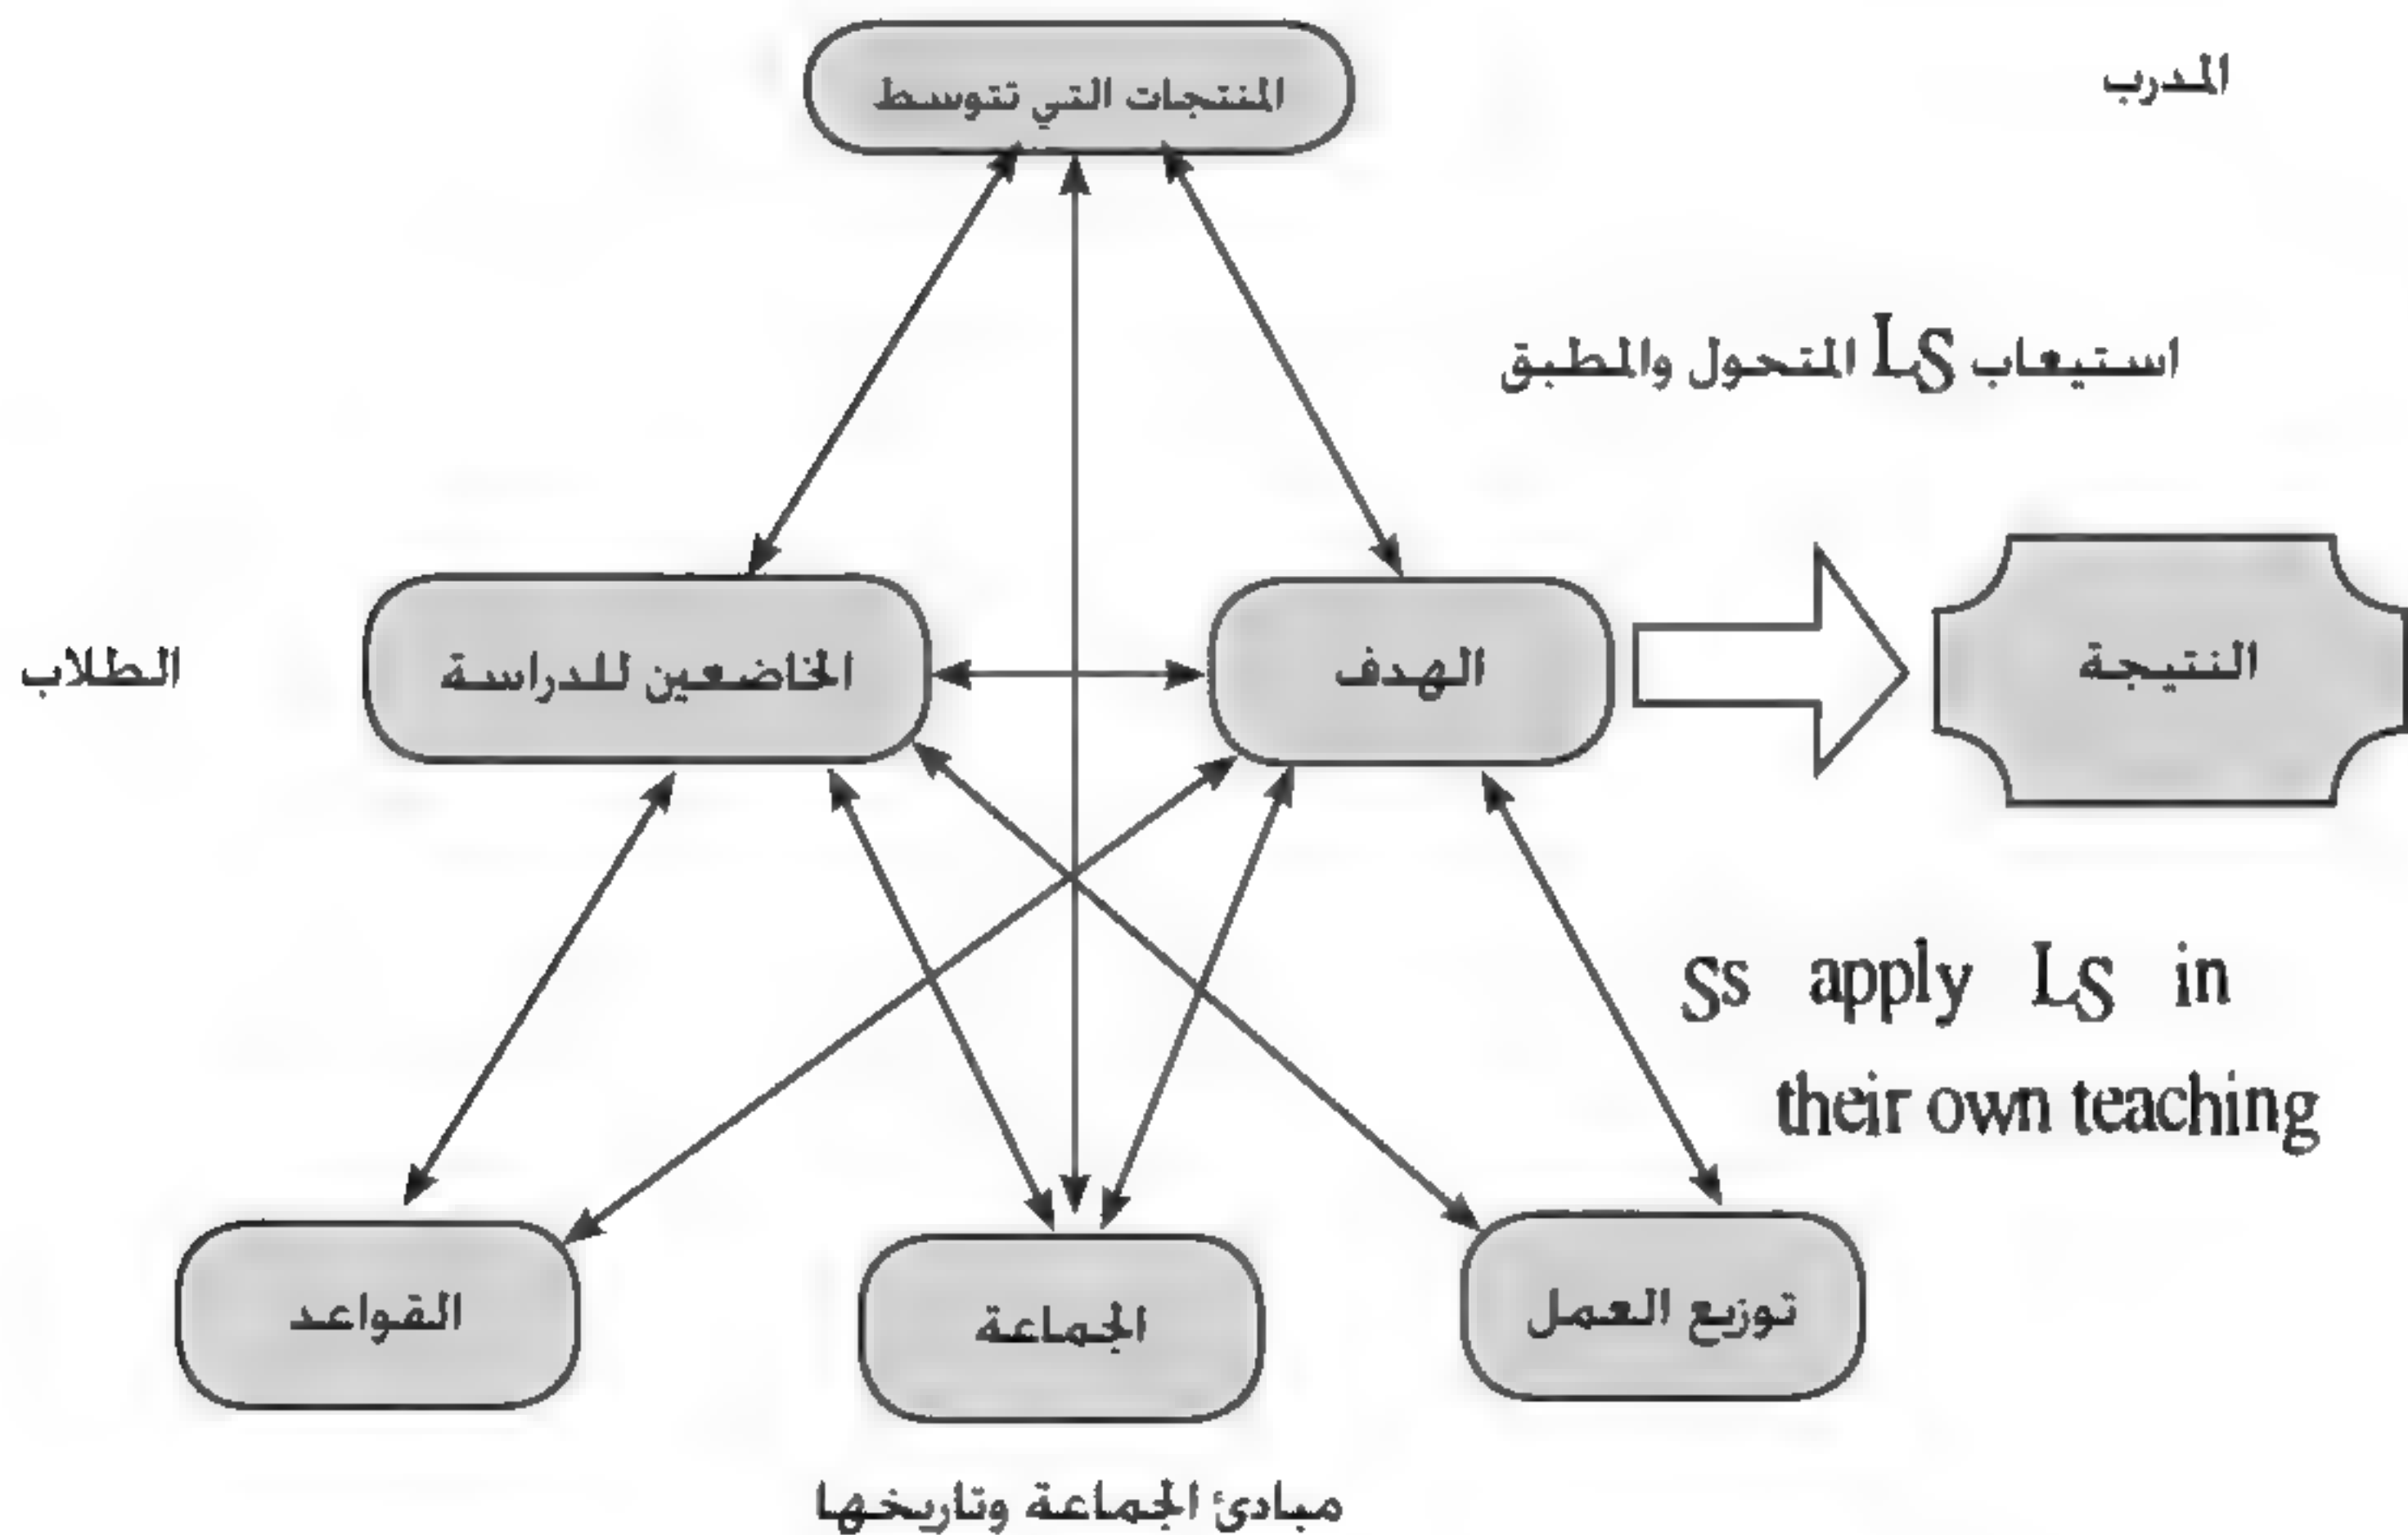 المنتجات التي تتوسط
المدرب
استيعاب LS المتحول والمطبق
النتيجة
الهدف
الخاضعين للدراسة
الطلاب
Ss apply LS in
their own teaching
توزيع العمل
الجماعة
القواعد
مبادئ الجماعة وتاريخها